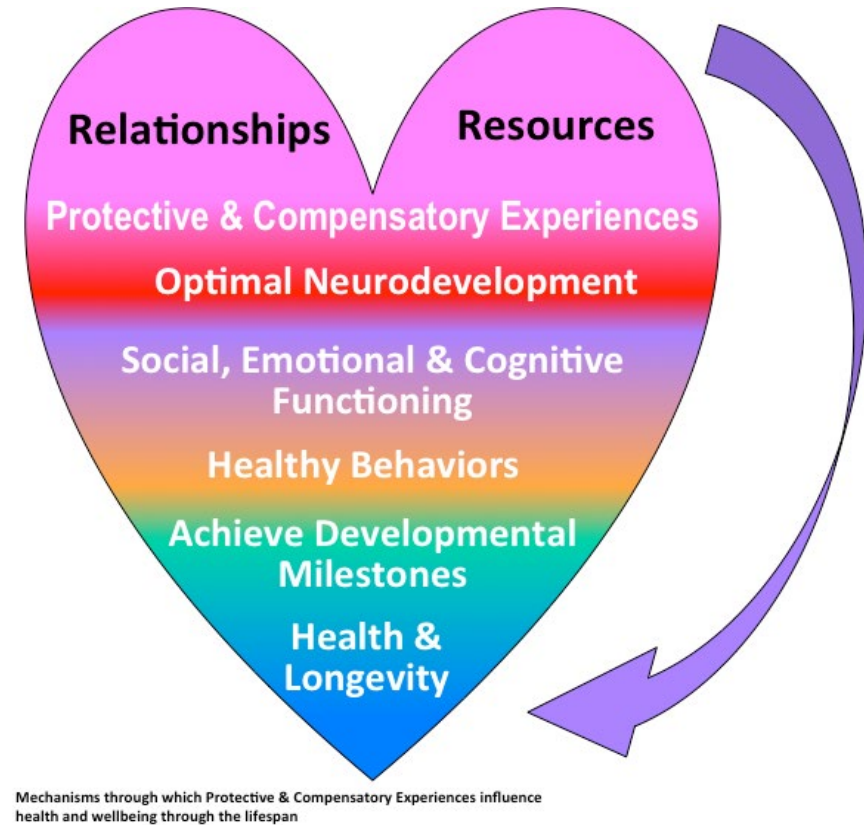 Relationships
Resources
Protective & Compensatory Experiences
Optimal Neurodevelopment
Social, Emotional & Cognitive
Functioning
Healthy Behaviors
Achieve Developmental
Milestones
Health &
Longevity
Mechanisms through which Protective & Compensatory Experiences influence
health and wellbeing through the lifespan